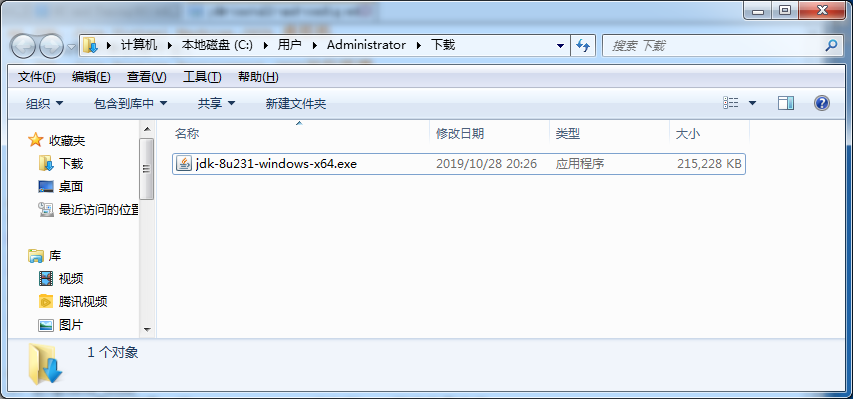 计算机 本地磁盘 (C:) 用户 Administrator 下载 搜索 下载
文件(F) 编辑(E) 查看(V) 工具(T) 帮助(H)
组织 包含到库中 共享 新建文件夹
名称 修改日期 类型 大小
收藏夹
jdk-8u231-windows-x64.exe 2019/10/28 20:26 应用程序 215,228 KB
下载
桌面
最近访问的位置
库
视频
腾讯视频
图片
1 个对象